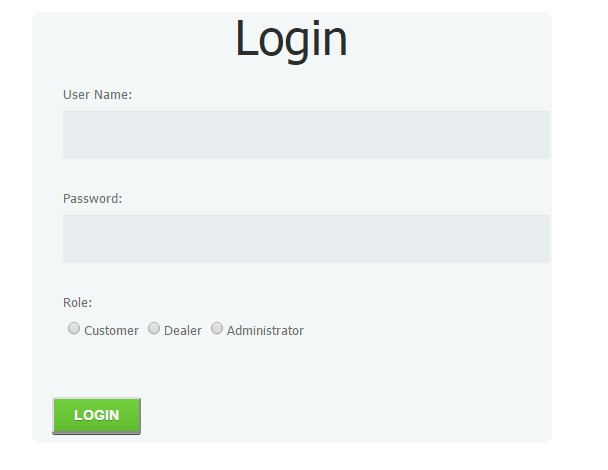 Login
User Name:
Password:
Role:
Customer Dealer Administrator
LOGIN